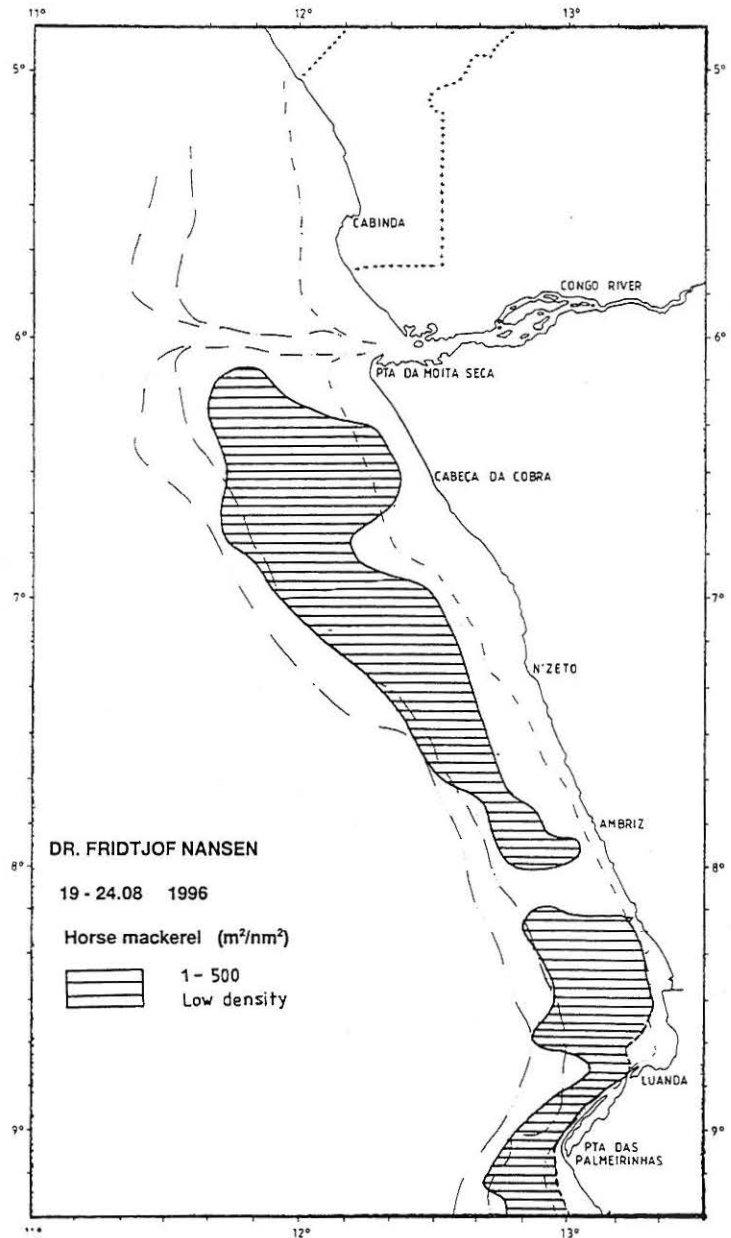 11°
12°
13°
5°
5°
CABINDA
CONGO RIVER
6°
6°
PTA DA MOITA SECA
CABEÇA DA COBRA
7°
7°
N'ZETO
AMBRIZ
DR. FRIDTJOF NANSEN
8°
8°
19 - 24.08 1996
Horse mackerel (m²/nm²)
1 - 500
Low density
LUANDA
9°
9°
PTA DAS
PALMEIRINHAS
12°
13°